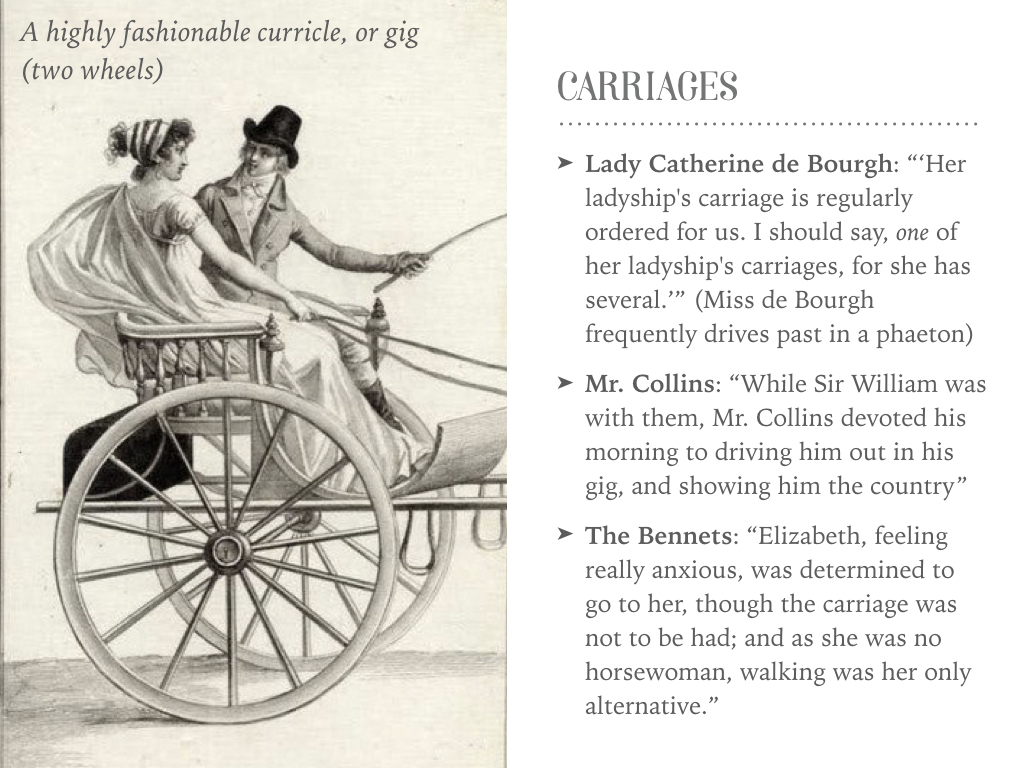 A highly fashionable curricle, or gig
(two wheels)
CARRIAGES
➤ Lady Catherine de Bourgh: “‘Her
ladyship's carriage is regularly
ordered for us. I should say, one of
her ladyship's carriages, for she has
several.’” (Miss de Bourgh
frequently drives past in a phaeton)
➤ Mr. Collins: “While Sir William was
with them, Mr. Collins devoted his
morning to driving him out in his
gig, and showing him the country”
➤ The Bennets: “Elizabeth, feeling
really anxious, was determined to
go to her, though the carriage was
not to be had; and as she was no
horsewoman, walking was her only
alternative.”